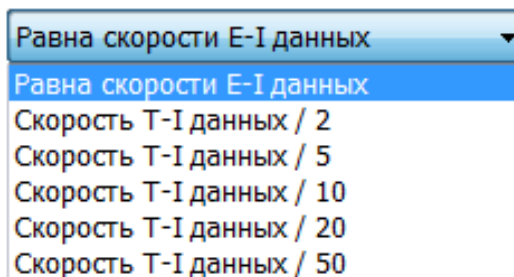 Равна скорости E-I данных
Равна скорости E-I данных
Скорость T-I данных / 2
Скорость T-I данных / 5
Скорость T-I данных / 10
Скорость T-I данных / 20
Скорость T-I данных / 50